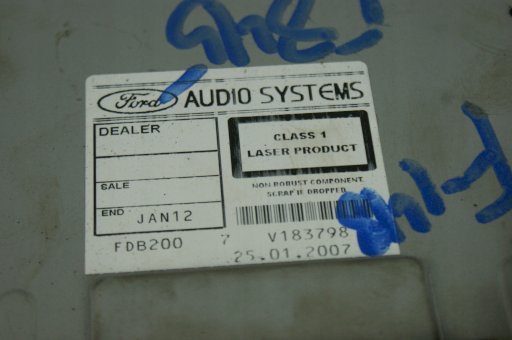 Ford AUDIO SYSTEMS
DEALER
CLASS 1
LASER PRODUCT
SALE
NON ROBUST COMPONENT.
SCRAP IF DROPPED.
END JAN12
FDB200 7 V183798
25.01.2007